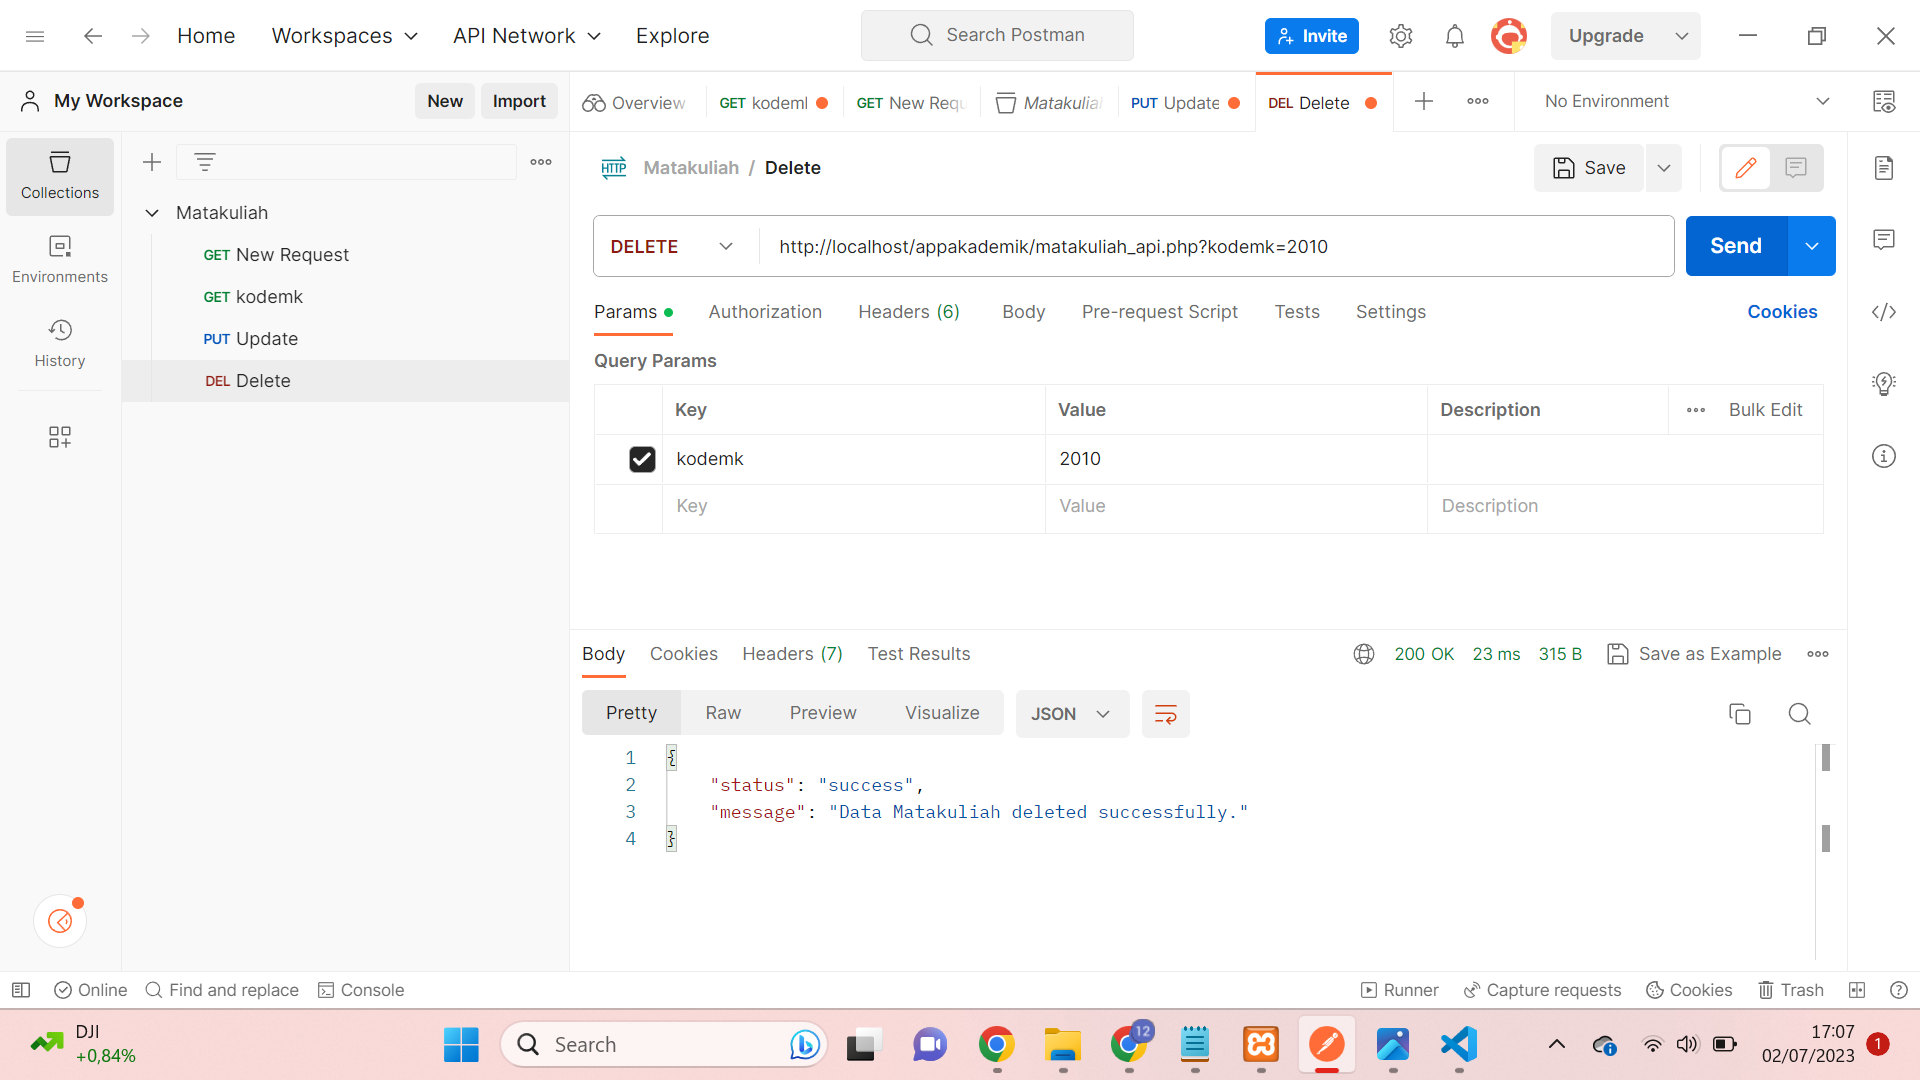 Home
Workspaces
API Network
Explore
Search Postman
Invite
Upgrade
My Workspace
New
Import
Overview
GET kodeml
GET New Requ
Matakulial
PUT Update
DEL Delete
No Environment
Collections
Environments
History
Matakuliah
GET New Request
GET kodemk
PUT Update
DEL Delete
HTTP Matakuliah / Delete
Save
DELETE
http://localhost/appakademik/matakuliah_api.php?kodemk=2010
Send
Params
Authorization
Headers (6)
Body
Pre-request Script
Tests
Settings
Cookies
Query Params
Key
Value
Description
Bulk Edit
kodemk
2010
Key
Value
Description
Body
Cookies
Headers (7)
Test Results
200 OK
23 ms
315 B
Save as Example
Pretty
Raw
Preview
Visualize
JSON
1 {
2 "status": "success",
3 "message": "Data Matakuliah deleted successfully."
4 }
Online
Find and replace
Console
Runner
Capture requests
Cookies
Trash
DJI
+0,84%
Search
12
17:07
02/07/2023
1